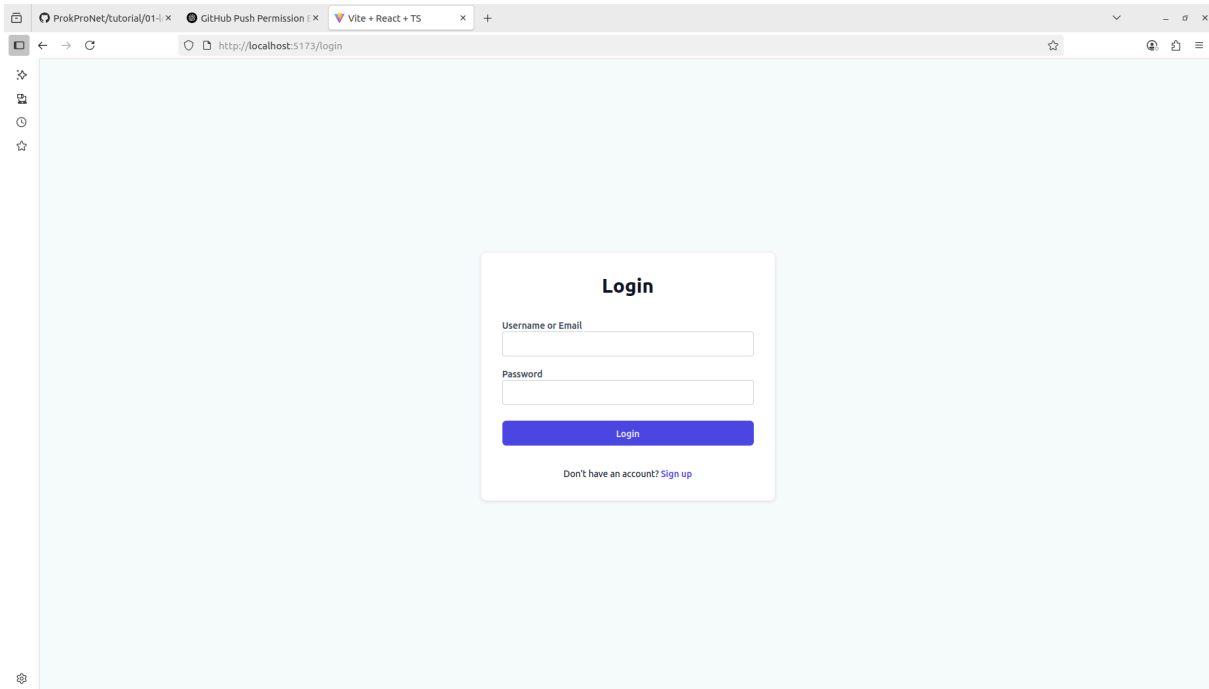 ProkProNet/tutorial/01-l
GitHub Push Permission E
Vite + React + TS
http://localhost:5173/login
Login
Username or Email
Password
Login
Don't have an account? Sign up